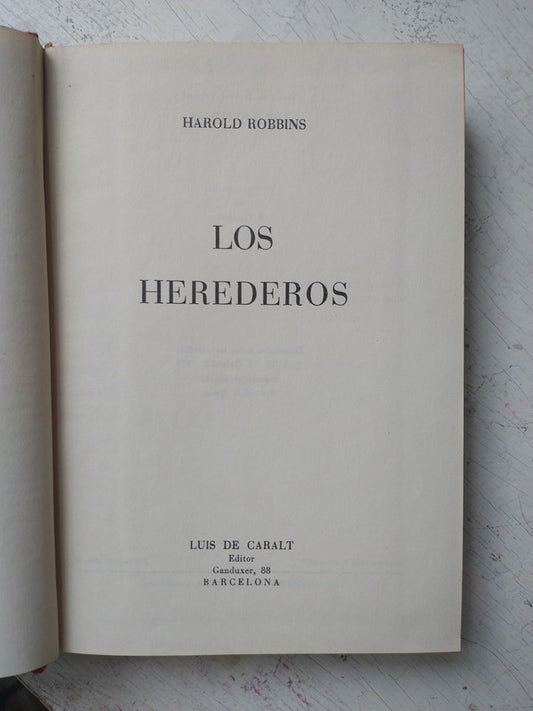 HAROLD ROBBINS
LOS
HEREDEROS
LUIS DE CARALT
Editor
Ganduxer, 88
BARCELONA